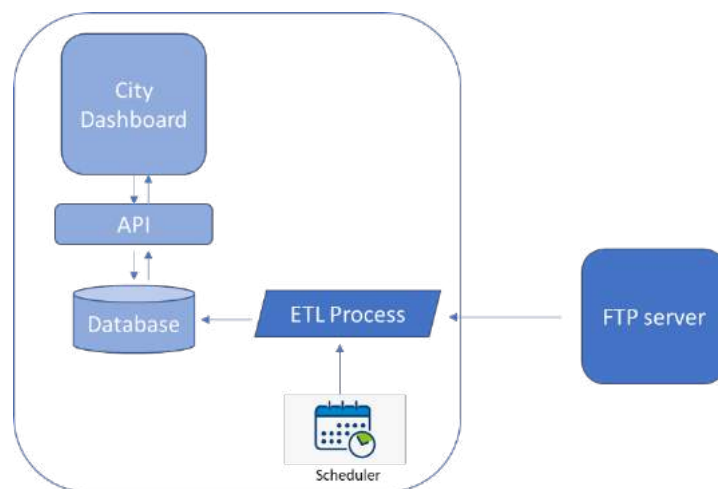 City
Dashboard
API
Database
ETL Process
FTP server
Scheduler